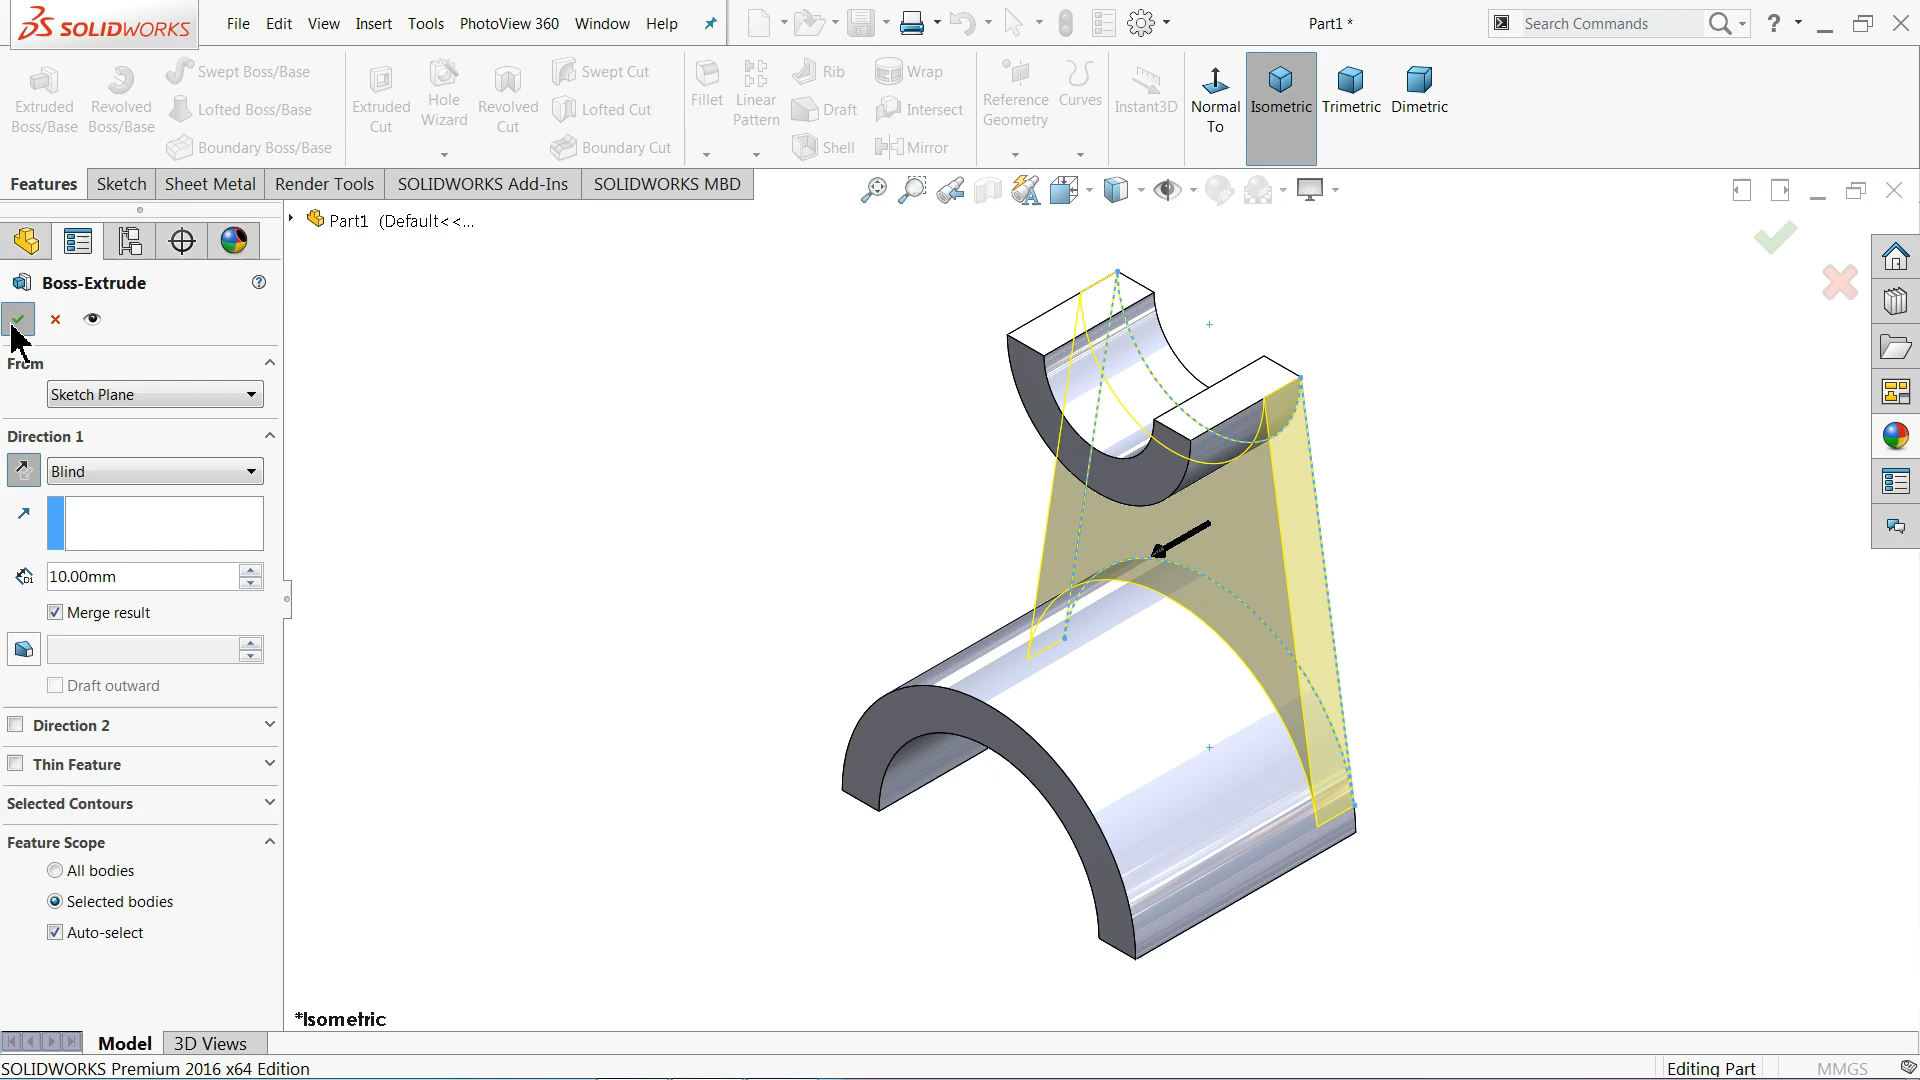 SOLIDWORKS File Edit View Insert Tools PhotoView 360 Window Help Part1 * Search Commands ?
Extruded Boss/Base
Revolved Boss/Base
Swept Boss/Base
Lofted Boss/Base
Boundary Boss/Base
Extruded Cut
Hole Wizard
Revolved Cut
Swept Cut
Lofted Cut
Boundary Cut
Fillet
Linear Pattern
Rib
Draft
Shell
Wrap
Intersect
Mirror
Reference Geometry
Curves
Instant3D
Normal To
Isometric
Trimetric
Dimetric
Features Sketch Sheet Metal Render Tools SOLIDWORKS Add-Ins SOLIDWORKS MBD
Part1 (Default<<...
Boss-Extrude ?
From
Sketch Plane
Direction 1
Blind
D1 10.00mm
Merge result
Draft outward
Direction 2
Thin Feature
Selected Contours
Feature Scope
All bodies
Selected bodies
Auto-select
*Isometric
Model 3D Views
SOLIDWORKS Premium 2016 x64 Edition Editing Part MMGS